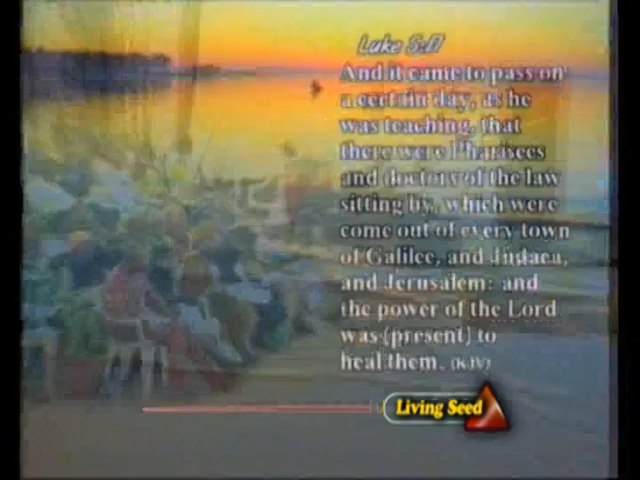 Luke 5:17
And it came to pass on
a certain day, as he
was teaching, that
there were Pharisees
and doctors of the law
sitting by, which were
come out of every town
of Galilee, and Judaea,
and Jerusalem: and
the power of the Lord
was (present) to
heal them. (KJV)
Living Seed